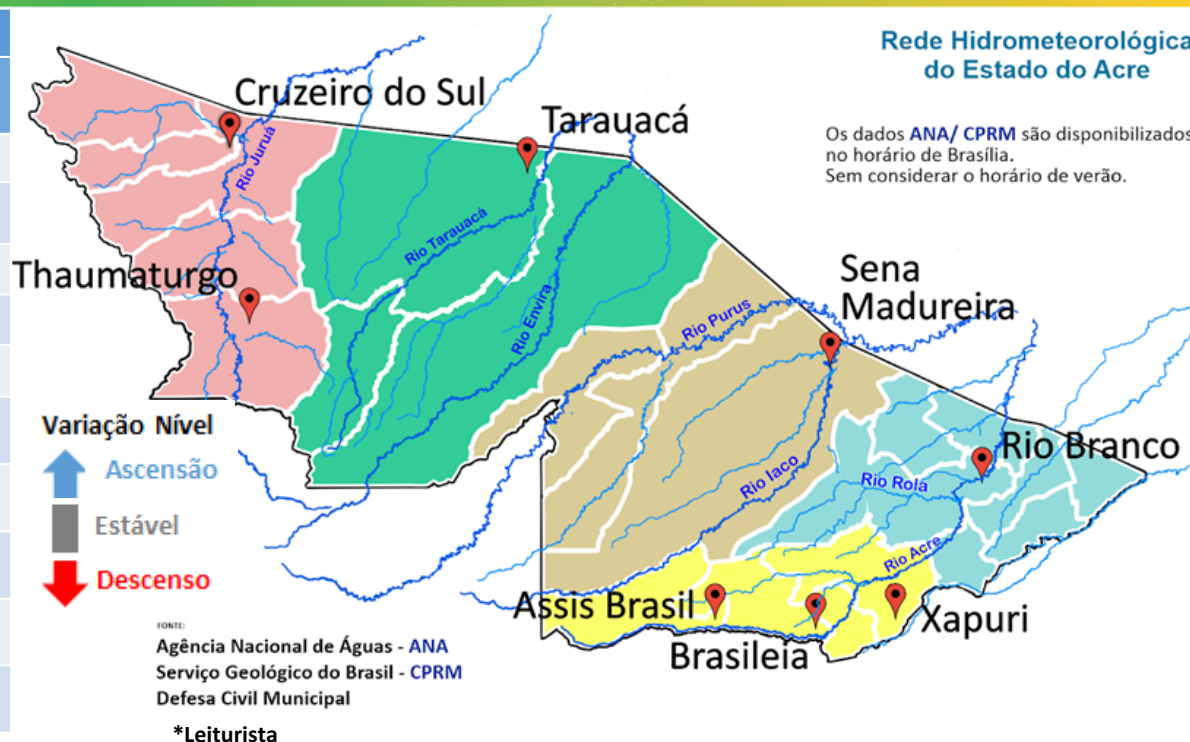 Rede Hidrometeorológica
do Estado do Acre
Os dados ANA/ CPRM são disponibilizados
no horário de Brasília.
Sem considerar o horário de verão.
Cruzeiro do Sul
Tarauacá
Rio Juruá
Rio Tarauacá
Thaumaturgo
Rio Envira
Sena
Madureira
Rio Purus
Rio Branco
Rio Iaco
Rio Rola
Rio Acre
Assis Brasil
Xapuri
Brasileia
Variação Nível
Ascensão
Estável
Descenso
FONTE:
Agência Nacional de Águas - ANA
Serviço Geológico do Brasil - CPRM
Defesa Civil Municipal
*Leiturista